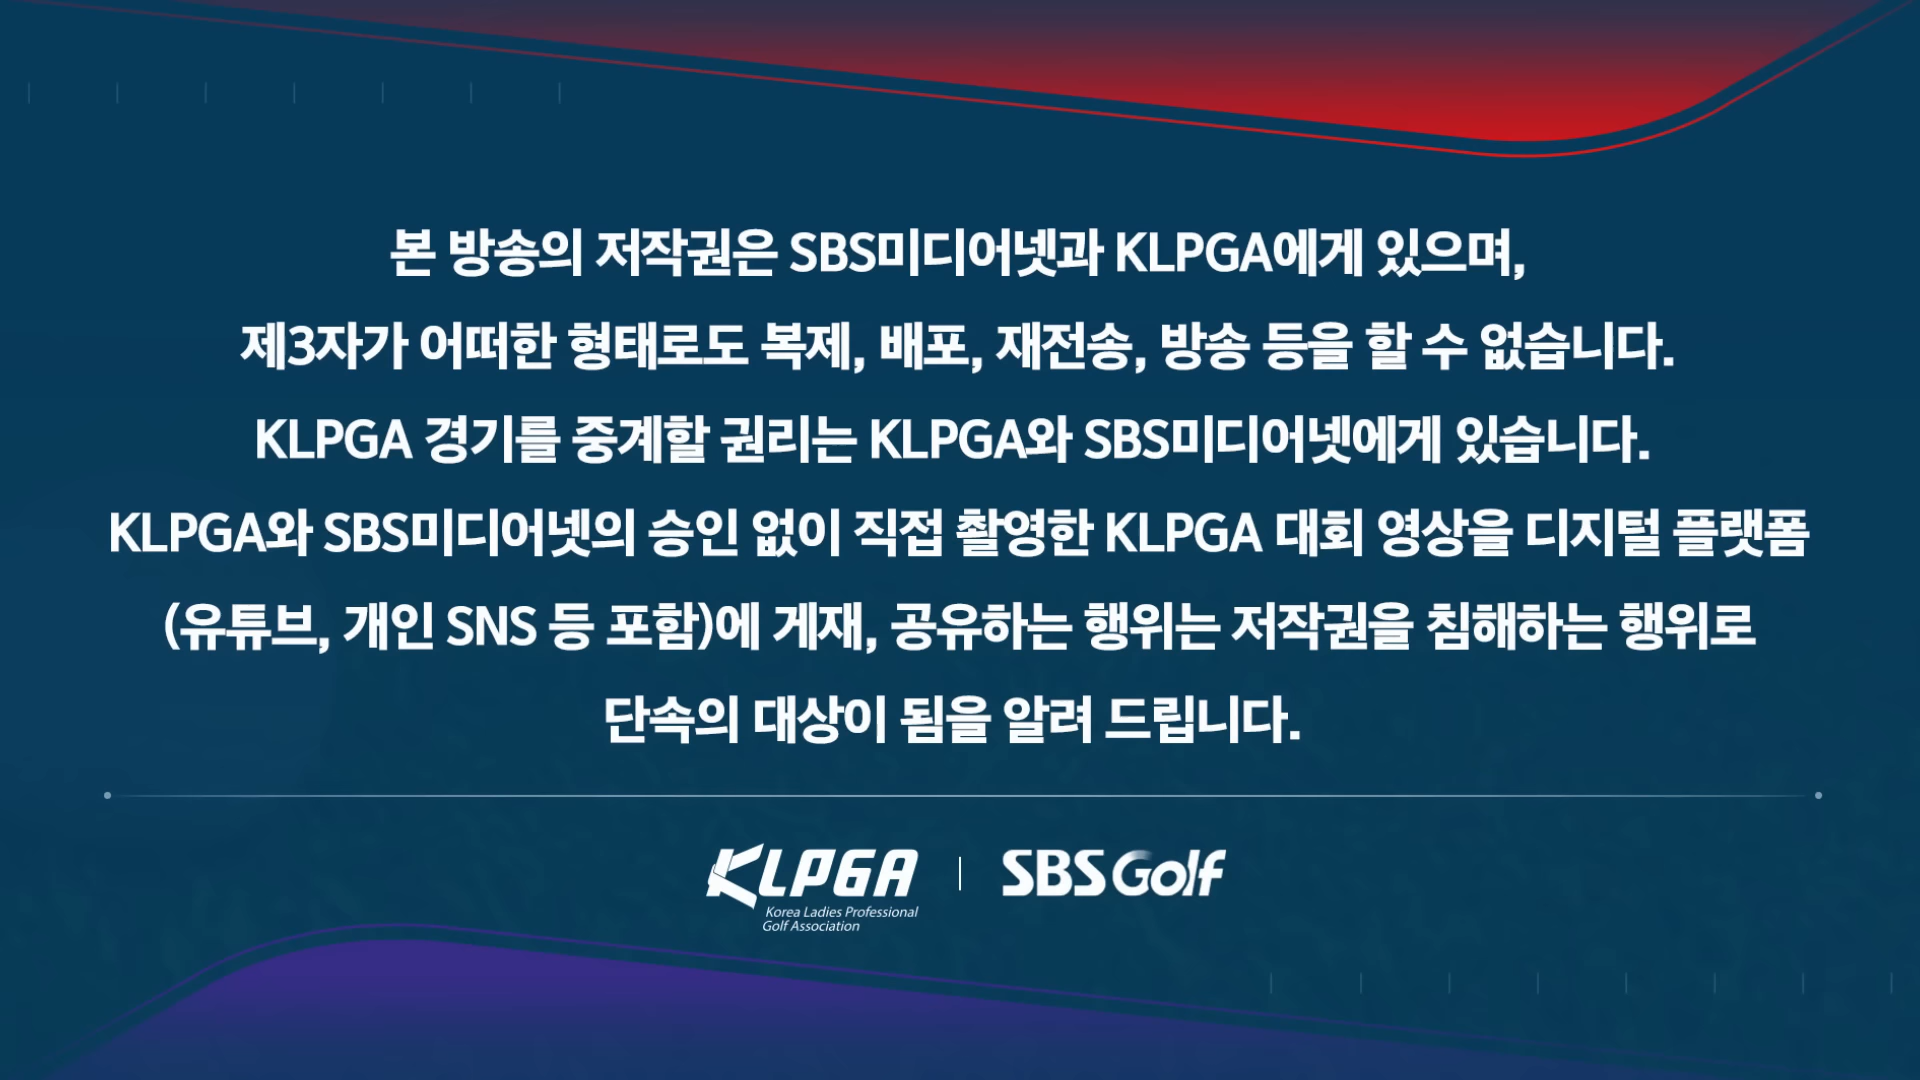 본 방송의 저작권은 SBS미디어넷과 KLPGA에게 있으며,
제3자가 어떠한 형태로도 복제, 배포, 재전송, 방송 등을 할 수 없습니다.
KLPGA 경기를 중계할 권리는 KLPGA와 SBS미디어넷에게 있습니다.
KLPGA와 SBS미디어넷의 승인 없이 직접 촬영한 KLPGA 대회 영상을 디지털 플랫폼
(유튜브, 개인 SNS 등 포함)에 게재, 공유하는 행위는 저작권을 침해하는 행위로
단속의 대상이 됨을 알려 드립니다.
KLPGA | SBS Golf
Korea Ladies Professional
Golf Association